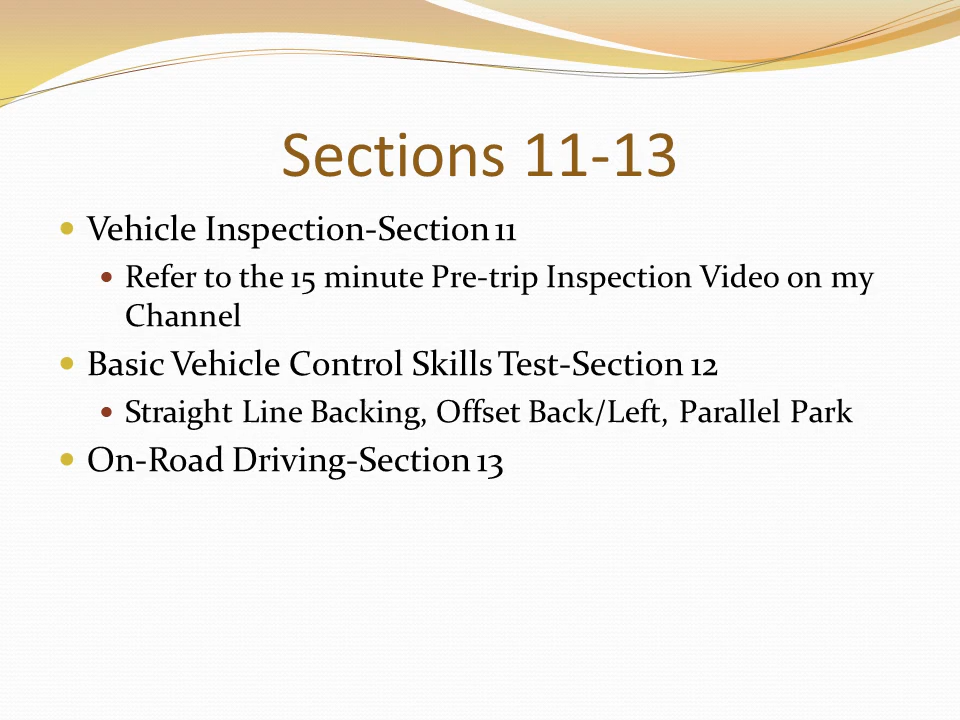 Sections 11-13
Vehicle Inspection-Section 11
Refer to the 15 minute Pre-trip Inspection Video on my
Channel
Basic Vehicle Control Skills Test-Section 12
Straight Line Backing, Offset Back/Left, Parallel Park
On-Road Driving-Section 13